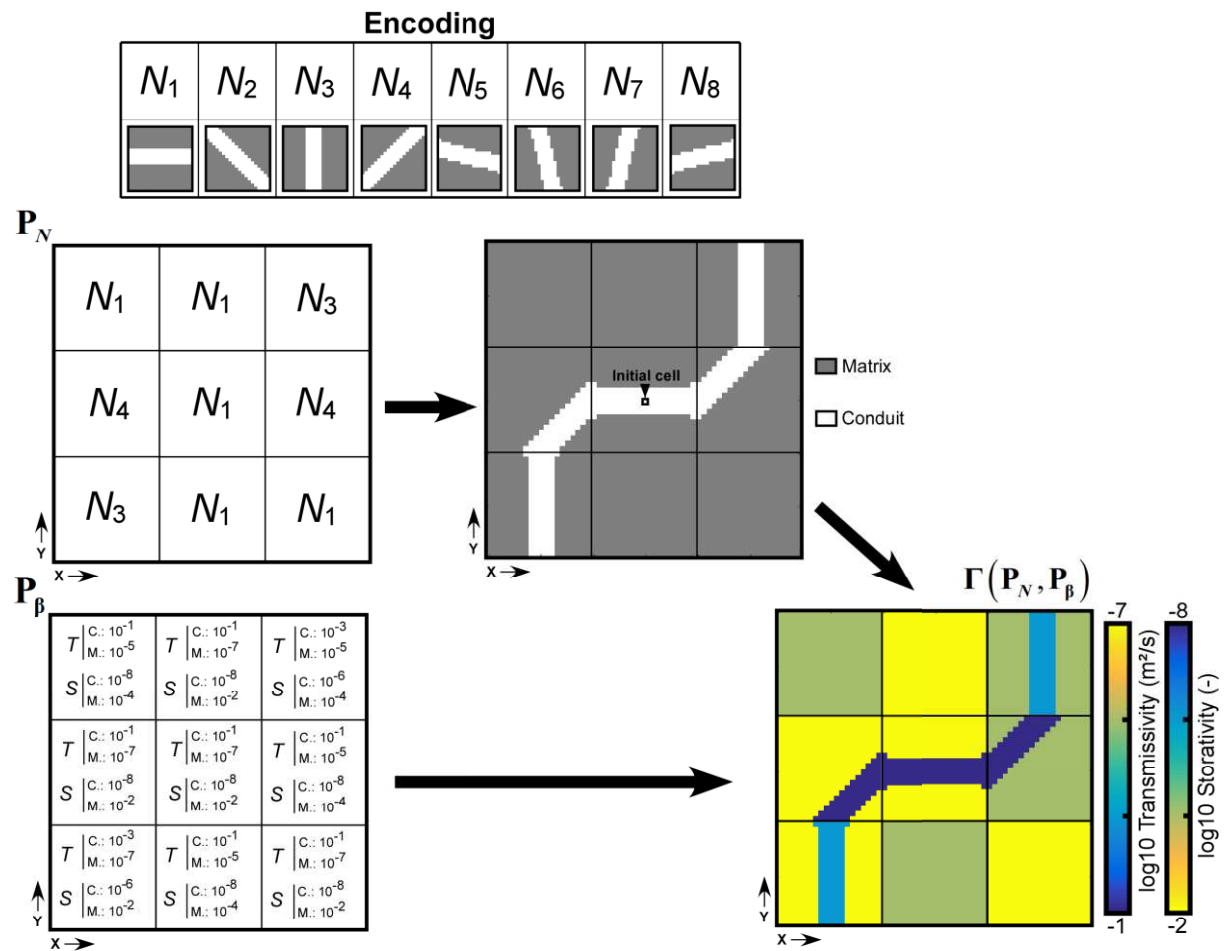 Encoding
N₁ N₂ N₃ N₄ N₅ N₆ N₇ N₈
P_N
N₁ N₁ N₃
N₄ N₁ N₄
N₃ N₁ N₁
Y
X
Initial cell
Matrix
Conduit
Y
X
P_β
T C.: 10⁻¹ T C.: 10⁻¹ T C.: 10⁻³
M.: 10⁻⁵ M.: 10⁻⁷ M.: 10⁻⁵
S C.: 10⁻⁸ S C.: 10⁻⁸ S C.: 10⁻⁶
M.: 10⁻⁴ M.: 10⁻² M.: 10⁻⁴
T C.: 10⁻¹ T C.: 10⁻¹ T C.: 10⁻¹
M.: 10⁻⁷ M.: 10⁻⁷ M.: 10⁻⁵
S C.: 10⁻⁸ S C.: 10⁻⁸ S C.: 10⁻⁸
M.: 10⁻² M.: 10⁻² M.: 10⁻⁴
T C.: 10⁻³ T C.: 10⁻¹ T C.: 10⁻¹
M.: 10⁻⁷ M.: 10⁻⁵ M.: 10⁻⁷
S C.: 10⁻⁶ S C.: 10⁻⁸ S C.: 10⁻⁸
M.: 10⁻² M.: 10⁻⁴ M.: 10⁻²
Y
X
Γ(P_N, P_β)
-7 -8
log10 Transmissivity (m²/s)
log10 Storativity (-)
-1 -2
Y
X